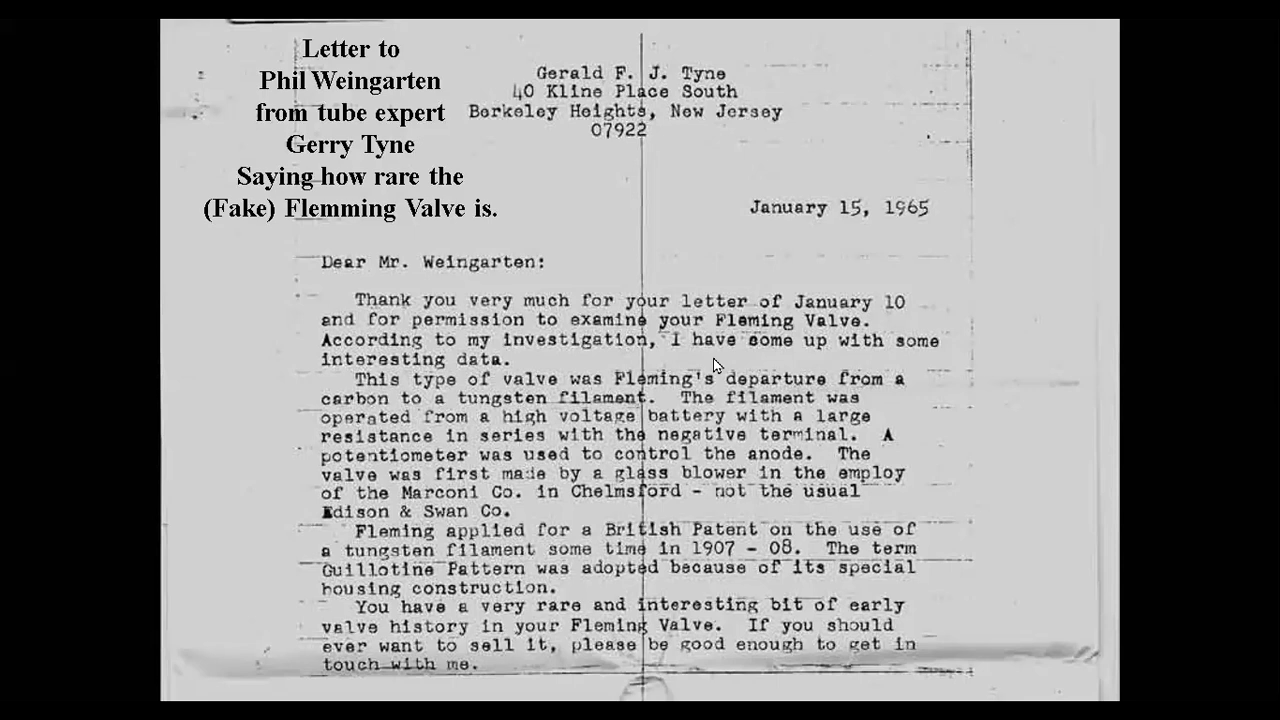 Letter to
Phil Weingarten
from tube expert
Gerry Tyne
Saying how rare the
(Fake) Flemming Valve is.
Gerald F. J. Tyne
40 Kline Place South
Berkeley Heights, New Jersey
07922
January 15, 1965
Dear Mr. Weingarten:
Thank you very much for your letter of January 10
and for permission to examine your Fleming Valve.
According to my investigation, I have some up with some
interesting data.
This type of valve was Fleming's departure from a
carbon to a tungsten filament. The filament was
operated from a high voltage battery with a large
resistance in series with the negative terminal. A
potentiometer was used to control the anode. The
valve was first made by a glass blower in the employ
of the Marconi Co. in Chelmsford - not the usual
Edison & Swan Co.
Fleming applied for a British Patent on the use of
a tungsten filament some time in 1907 - 08. The term
Guillotine Pattern was adopted because of its special
housing construction.
You have a very rare and interesting bit of early
valve history in your Fleming Valve. If you should
ever want to sell it, please be good enough to get in
touch with me.